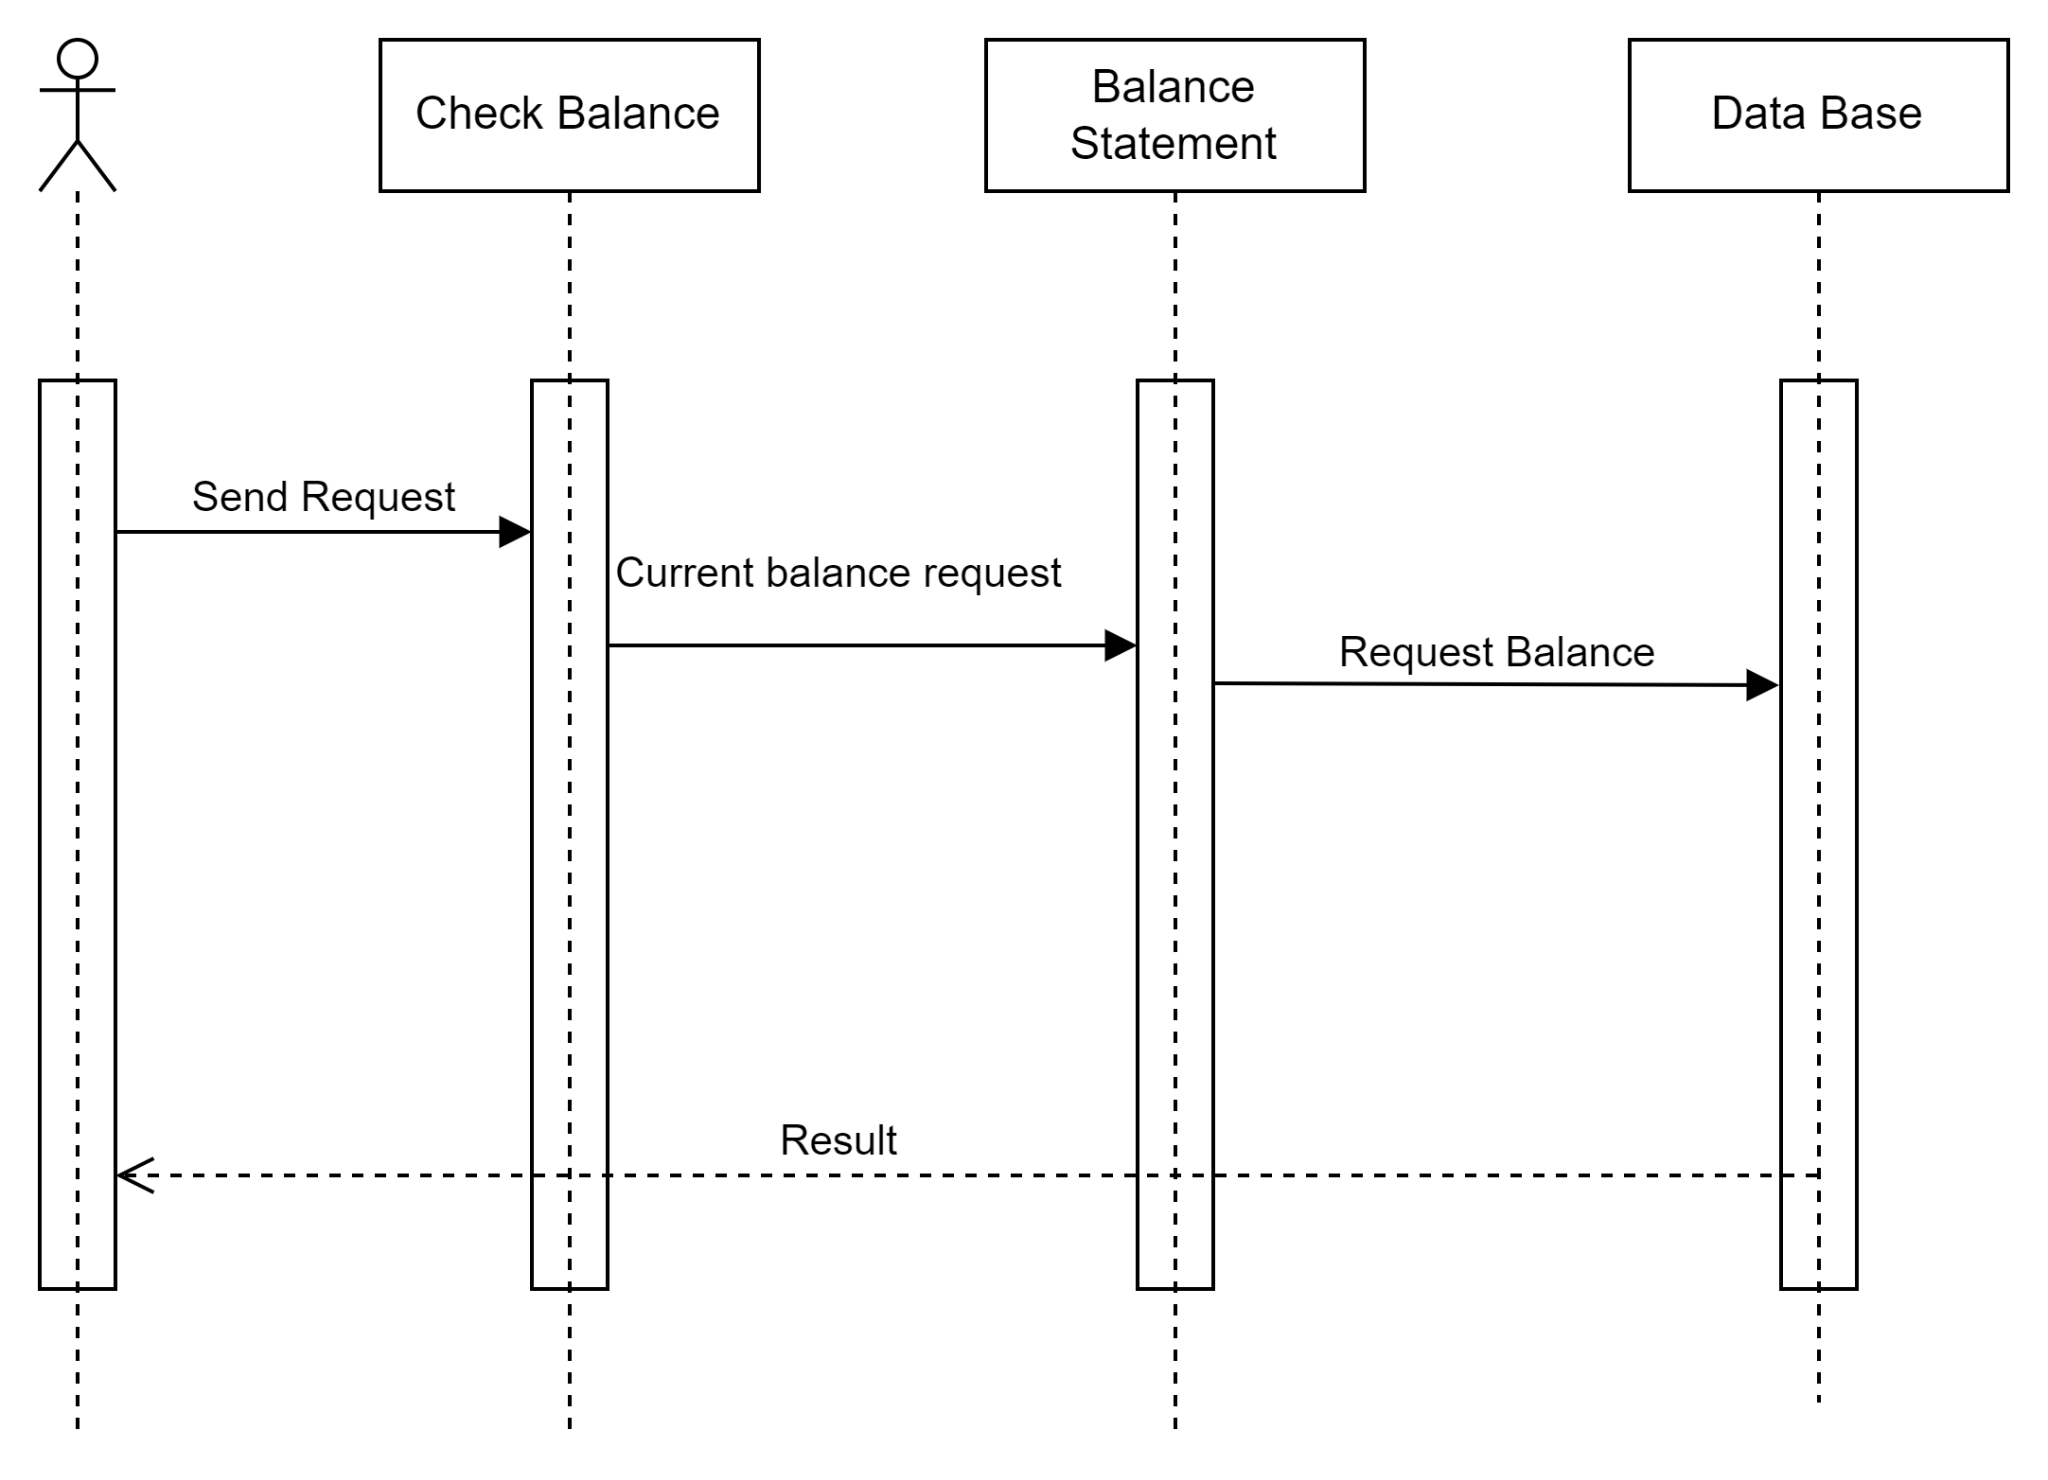 Check Balance
Balance
Statement
Data Base
Send Request
Current balance request
Request Balance
Result